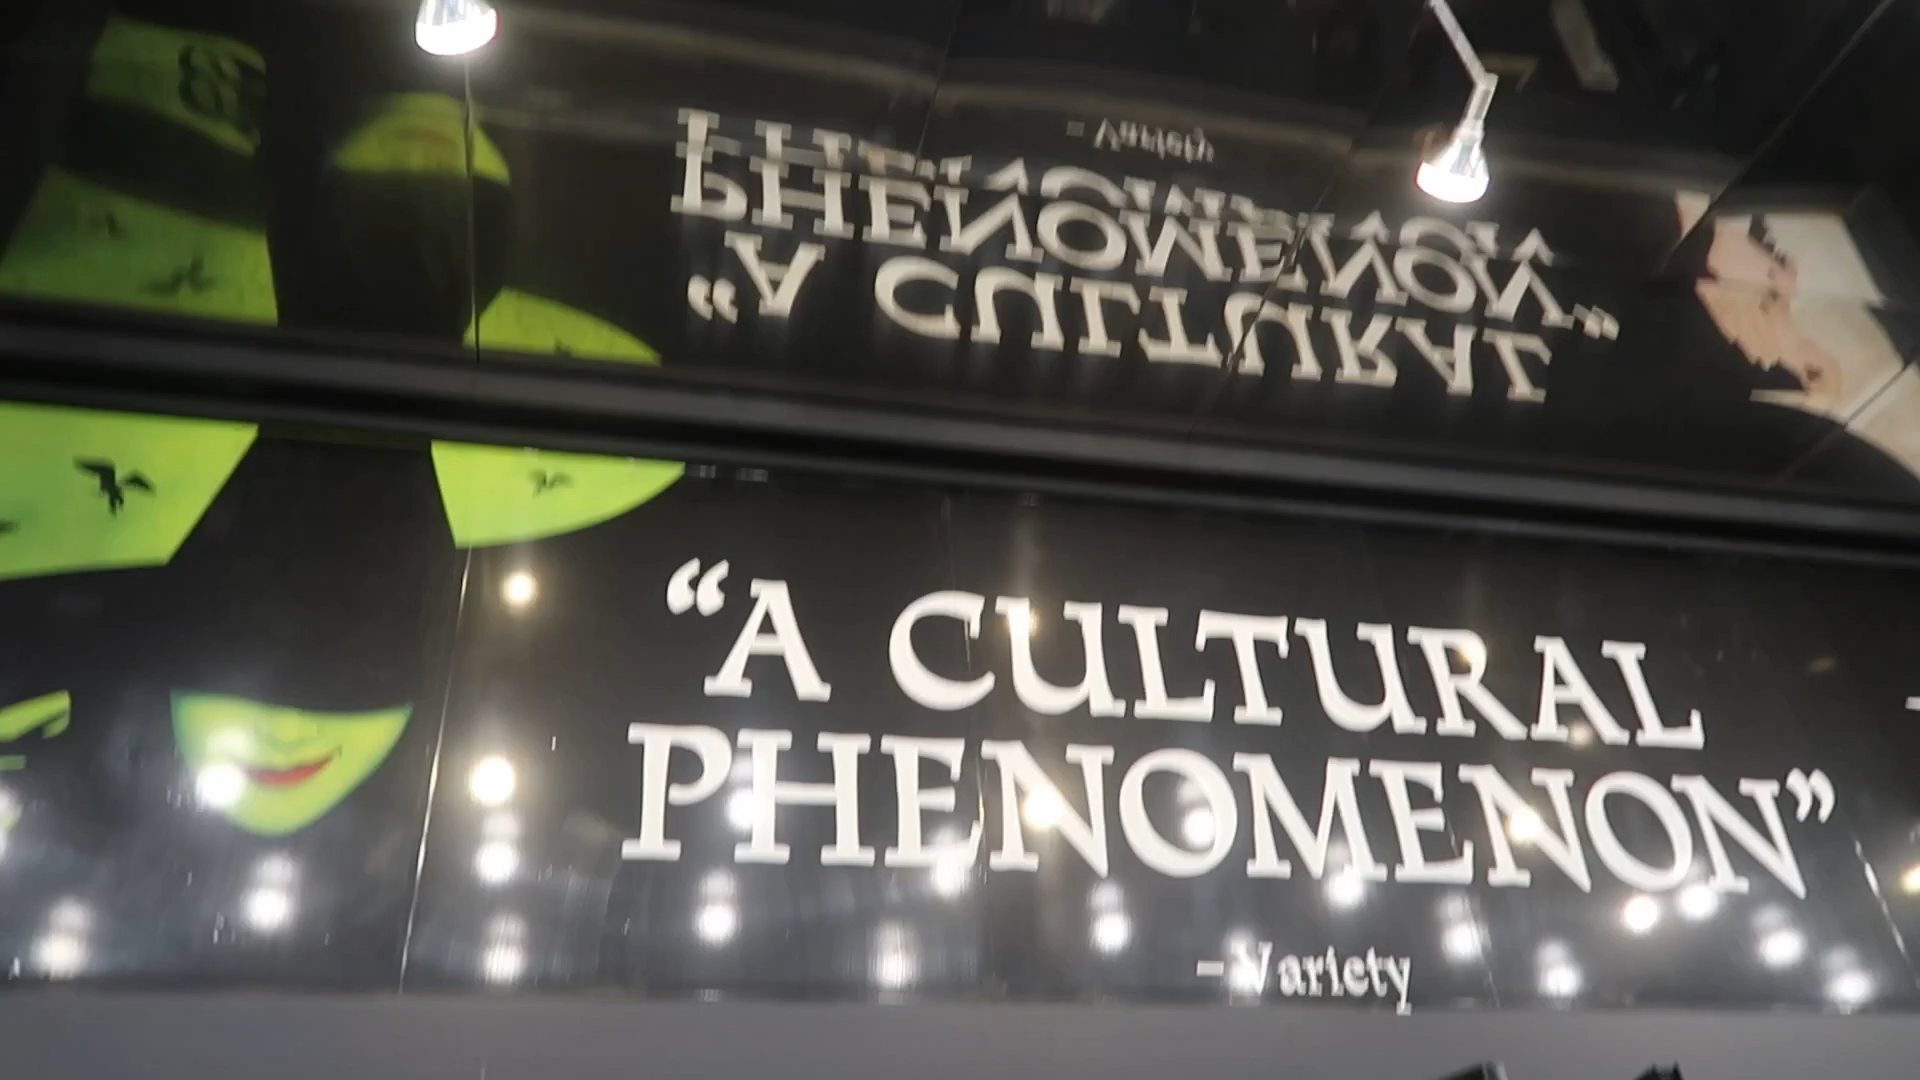 “A CULTURAL
PHENOMENON”
- Variety